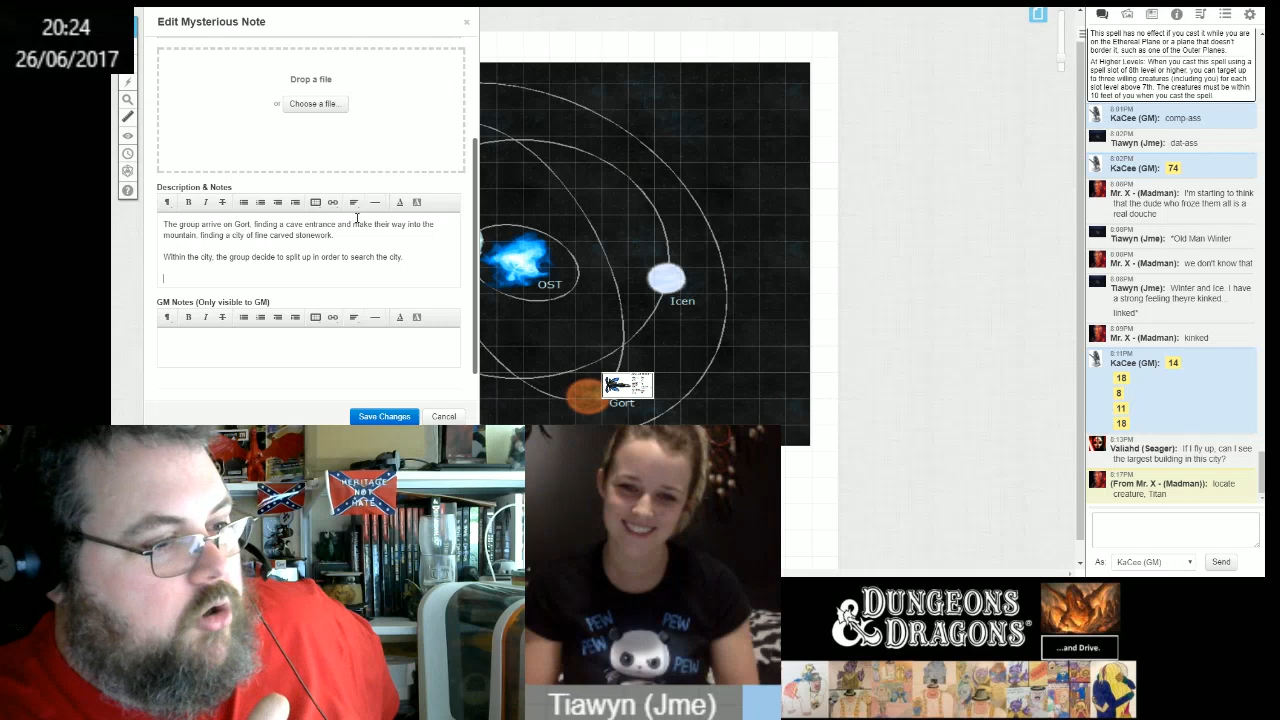 20:24
26/06/2017
Edit Mysterious Note
×
Drop a file
or Choose a file...
Description & Notes
The group arrive on Gort, finding a cave entrance and make their way into the
mountain, finding a city of fine carved stonework.
Within the city, the group decide to split up in order to search the city.
GM Notes (Only visible to GM)
Save Changes
Cancel
OST
Icen
Gort
This spell has no effect if you cast it while you are
on the Ethereal Plane or a plane that doesn't
border it, such as one of the Outer Planes.
At Higher Levels: When you cast this spell using a
spell slot of 8th level or higher, you can target up
to three willing creatures (including you) for each
slot level above 7th. The creatures must be within
10 feet of you when you cast the spell
8:01PM
KaCee (GM): comp-ass
8:02PM
Tiawyn (Jme): dat-ass
8:02PM
KaCee (GM): 74
8:06PM
Mr. X - (Madman): I'm starting to think
that the dude who froze them all is a
real douche
8:08PM
Tiawyn (Jme): *Old Man Winter
8:08PM
Mr. X - (Madman): we don't know that
8:08PM
Tiawyn (Jme): Winter and Ice. I have
a strong feeling theyre kinked...
linked*
8:09PM
Mr. X - (Madman): kinked
8:11PM
KaCee (GM): 14
18
8
11
18
8:13PM
Valiahd (Seager): If I fly up, can I see
the largest building in this city?
8:17PM
(From Mr. X - (Madman)): locate
creature, Titan
As: KaCee (GM)
Send
HERITAGE
NOT
HATE
PEW PEW
PEW PEW
Tiawyn (Jme)
DUNGEONS
& DRAGONS®
...and Drive.